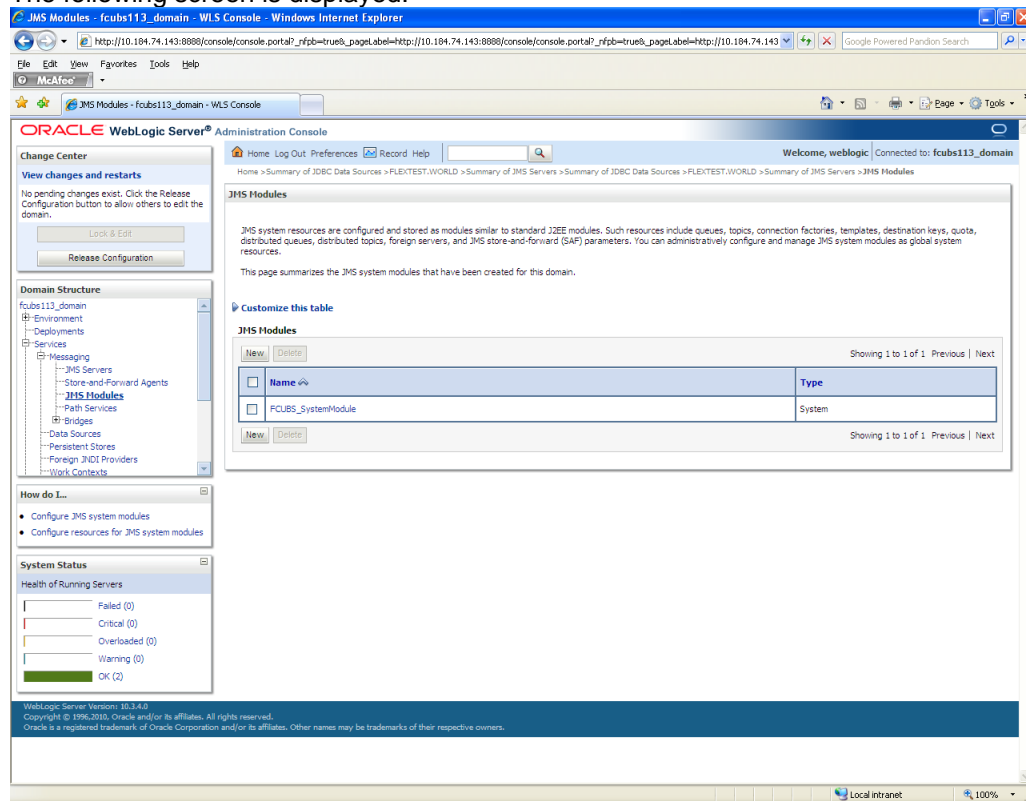 The following screen is displayed:
JMS Modules - fcubs113_domain - WLS Console - Windows Internet Explorer
http://10.184.74.143:8888/console/console.portal?_nfpb=true&_pageLabel=http://10.184.74.143:8888/console/console.portal?_nfpb=true&_pageLabel=http://10.184.74.143
Google Powered Pandion Search
File Edit View Favorites Tools Help
McAfee
JMS Modules - fcubs113_domain - WLS Console
Page Tools
ORACLE WebLogic Server® Administration Console
Change Center
View changes and restarts
No pending changes exist. Click the Release
Configuration button to allow others to edit the
domain.
Lock & Edit
Release Configuration
Domain Structure
fcubs113_domain
Environment
Deployments
Services
Messaging
JMS Servers
Store-and-Forward Agents
JMS Modules
Path Services
Bridges
Data Sources
Persistent Stores
Foreign JNDI Providers
Work Contexts
How do I...
Configure JMS system modules
Configure resources for JMS system modules
System Status
Health of Running Servers
Failed (0)
Critical (0)
Overloaded (0)
Warning (0)
OK (2)
Home Log Out Preferences Record Help
Welcome, weblogic Connected to: fcubs113_domain
Home >Summary of JDBC Data Sources >FLEXTEST.WORLD >Summary of JMS Servers >Summary of JDBC Data Sources >FLEXTEST.WORLD >Summary of JMS Servers >JMS Modules
JMS Modules
JMS system resources are configured and stored as modules similar to standard J2EE modules. Such resources include queues, topics, connection factories, templates, destination keys, quota,
distributed queues, distributed topics, foreign servers, and JMS store-and-forward (SAF) parameters. You can administratively configure and manage JMS system modules as global system
resources.
This page summarizes the JMS system modules that have been created for this domain.
Customize this table
JMS Modules
New Delete Showing 1 to 1 of 1 Previous | Next
Name Type
FCUBS_SystemModule System
New Delete Showing 1 to 1 of 1 Previous | Next
WebLogic Server Version: 10.3.4.0
Copyright © 1996,2010, Oracle and/or its affiliates. All rights reserved.
Oracle is a registered trademark of Oracle Corporation and/or its affiliates. Other names may be trademarks of their respective owners.
Local intranet 100%